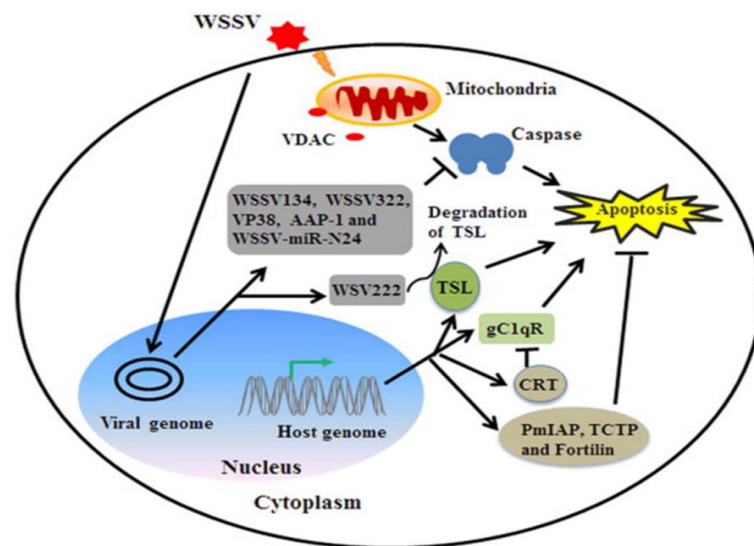 WSSV
Mitochondria
VDAC
Caspase
WSSV134, WSSV322,
VP38, AAP-1 and
WSSV-miR-N24
Degradation
of TSL
Apoptosis
WSV222
TSL
gC1qR
CRT
Viral genome
Host genome
PmIAP, TCTP
and Fortilin
Nucleus
Cytoplasm